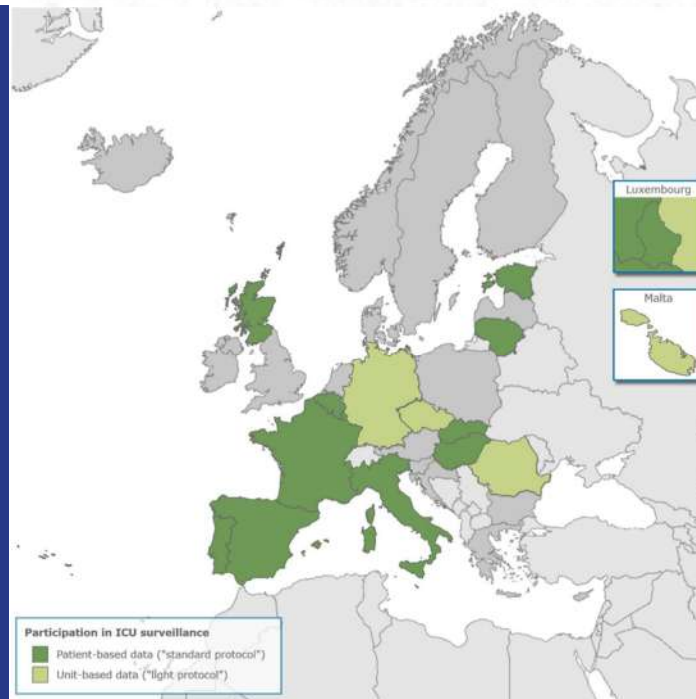 Luxembourg
Malta
Participation in ICU surveillance
Patient-based data ("standard protocol")
Unit-based data ("light protocol")